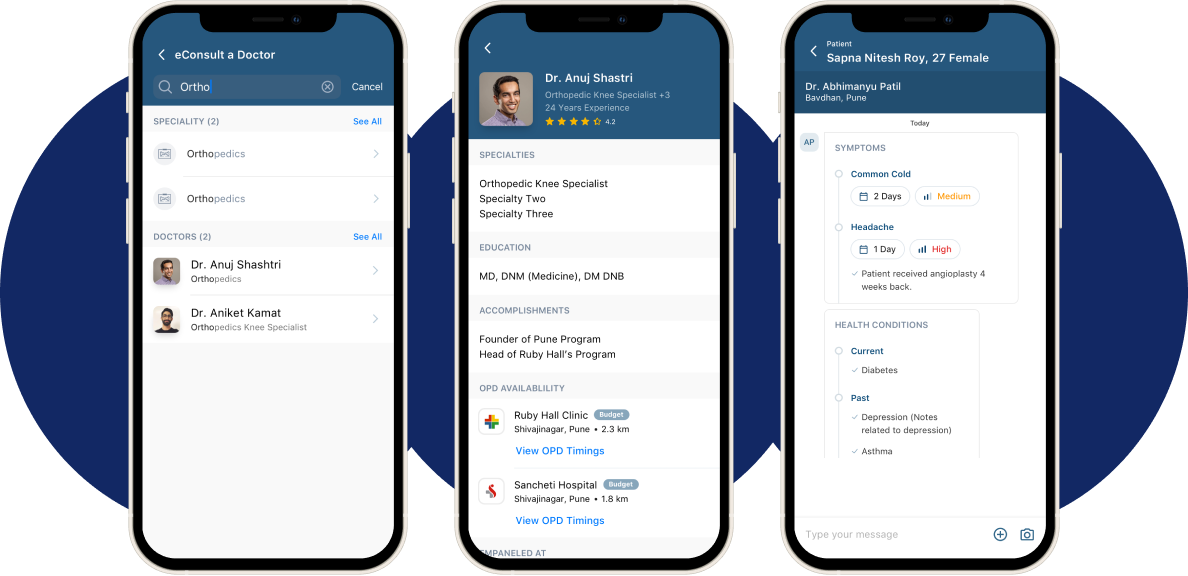 eConsult a Doctor
Ortho
Cancel
SPECIALITY (2)
See All
Orthopedics
Orthopedics
DOCTORS (2)
See All
Dr. Anuj Shashtri
Orthopedics
Dr. Aniket Kamat
Orthopedics Knee Specialist
Dr. Anuj Shastri
Orthopedic Knee Specialist +3
24 Years Experience
4.2
SPECIALTIES
Orthopedic Knee Specialist
Specialty Two
Specialty Three
EDUCATION
MD, DNM (Medicine), DM DNB
ACCOMPLISHMENTS
Founder of Pune Program
Head of Ruby Hall's Program
OPD AVAILABLILITY
Ruby Hall Clinic Budget
Shivajinagar, Pune • 2.3 km
View OPD Timings
Sancheti Hospital Budget
Shivajinagar, Pune • 1.8 km
View OPD Timings
EMPANELED AT
Patient
Sapna Nitesh Roy, 27 Female
Dr. Abhimanyu Patil
Bavdhan, Pune
Today
AP
SYMPTOMS
Common Cold
2 Days Medium
Headache
1 Day High
Patient received angioplasty 4
weeks back.
HEALTH CONDITIONS
Current
Diabetes
Past
Depression (Notes
related to depression)
Asthma
Type your message